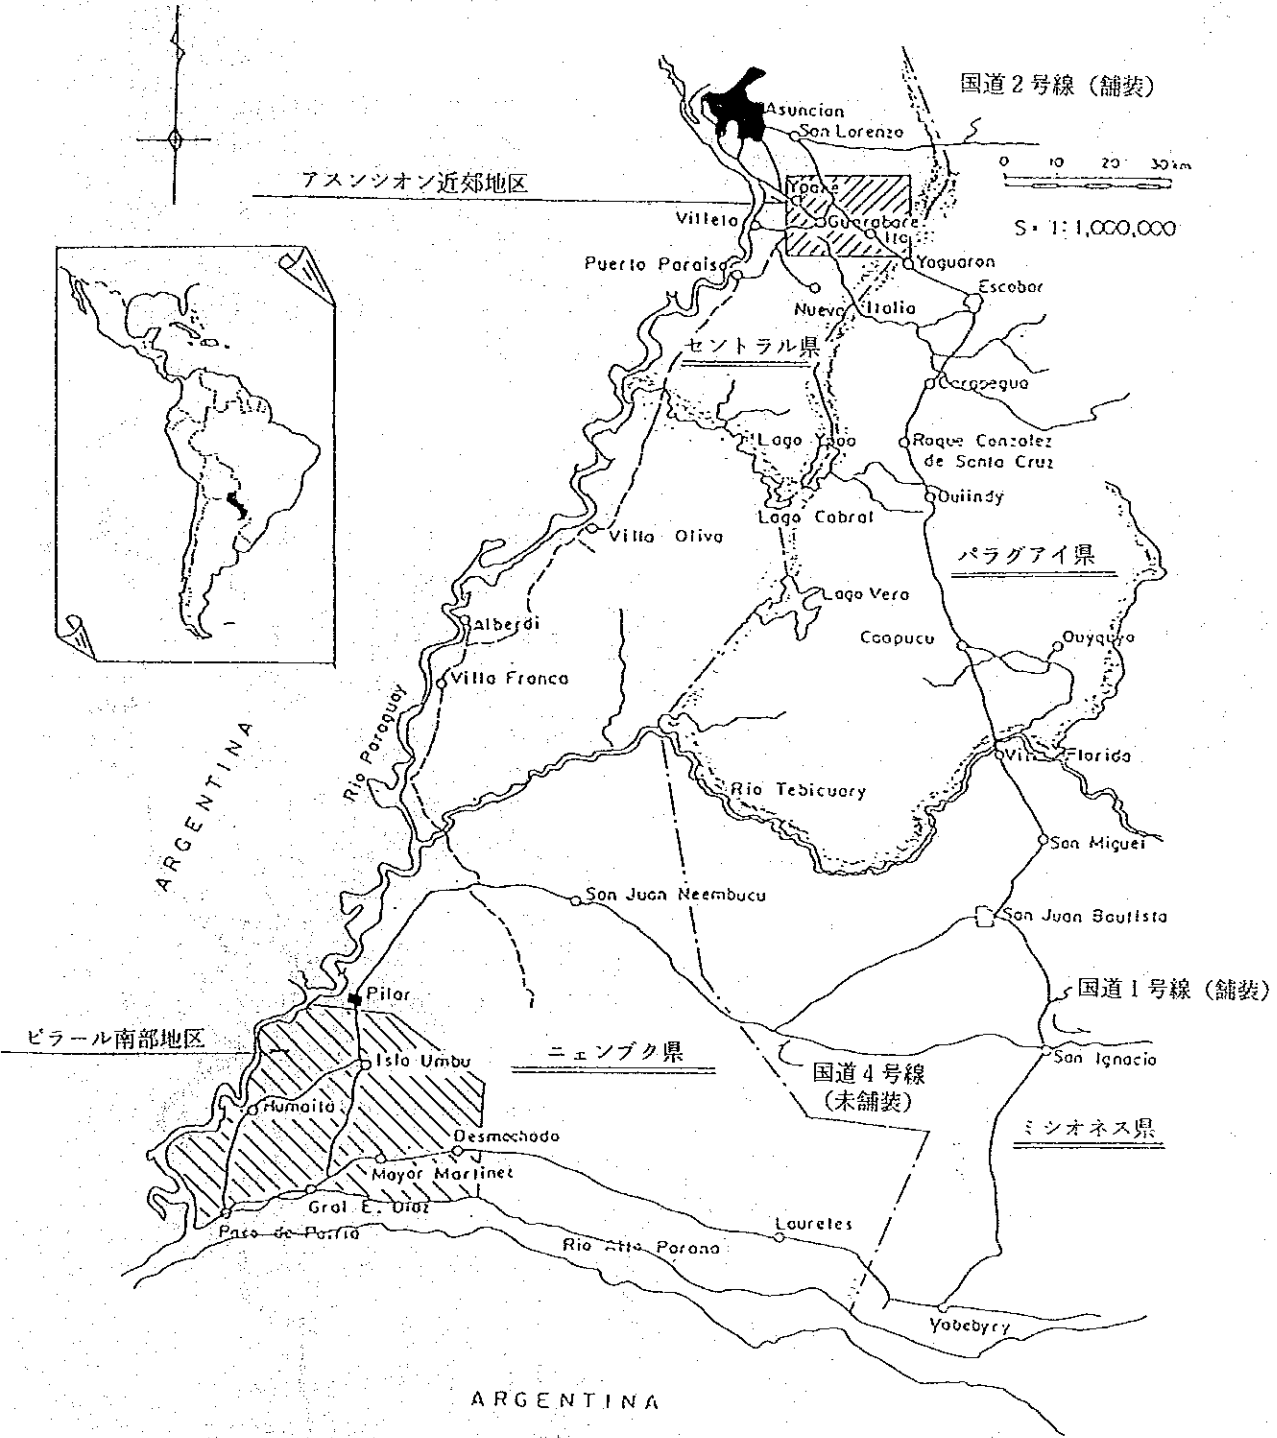 国道2号線（舗装）
Asuncian
San Lorenzo
0 10 20 30km
アスンシオン近郊地区
Ypane
Villeta
Guarabare
Ita
S = 1:1,000,000
Puerto Paraiso
Yaguaron
Escobar
Nueva Italia
セントラル県
Carapegua
Lago Ypoa
Roque Conzolez
de Santa Cruz
Quiindy
Lago Cabral
Villa Oliva
パラグアイ県
Lago Vera
Alberdi
Caapucu
Quyquyo
Villa Franca
Rio Paraguay
ARGENTINA
Villa Florida
Rio Tebicuary
San Miguel
San Juan Neembucu
San Juan Bautista
国道1号線（舗装）
Pilar
ピラール南部地区
Isla Umbu
ニェンブク県
San Ignacio
国道4号線
（未舗装）
Humaita
ミシオネス県
Desmochado
Mayor Martinez
Gral E. Diaz
Paso de Patria
Laureles
Rio Alto Parana
Yabebyry
ARGENTINA